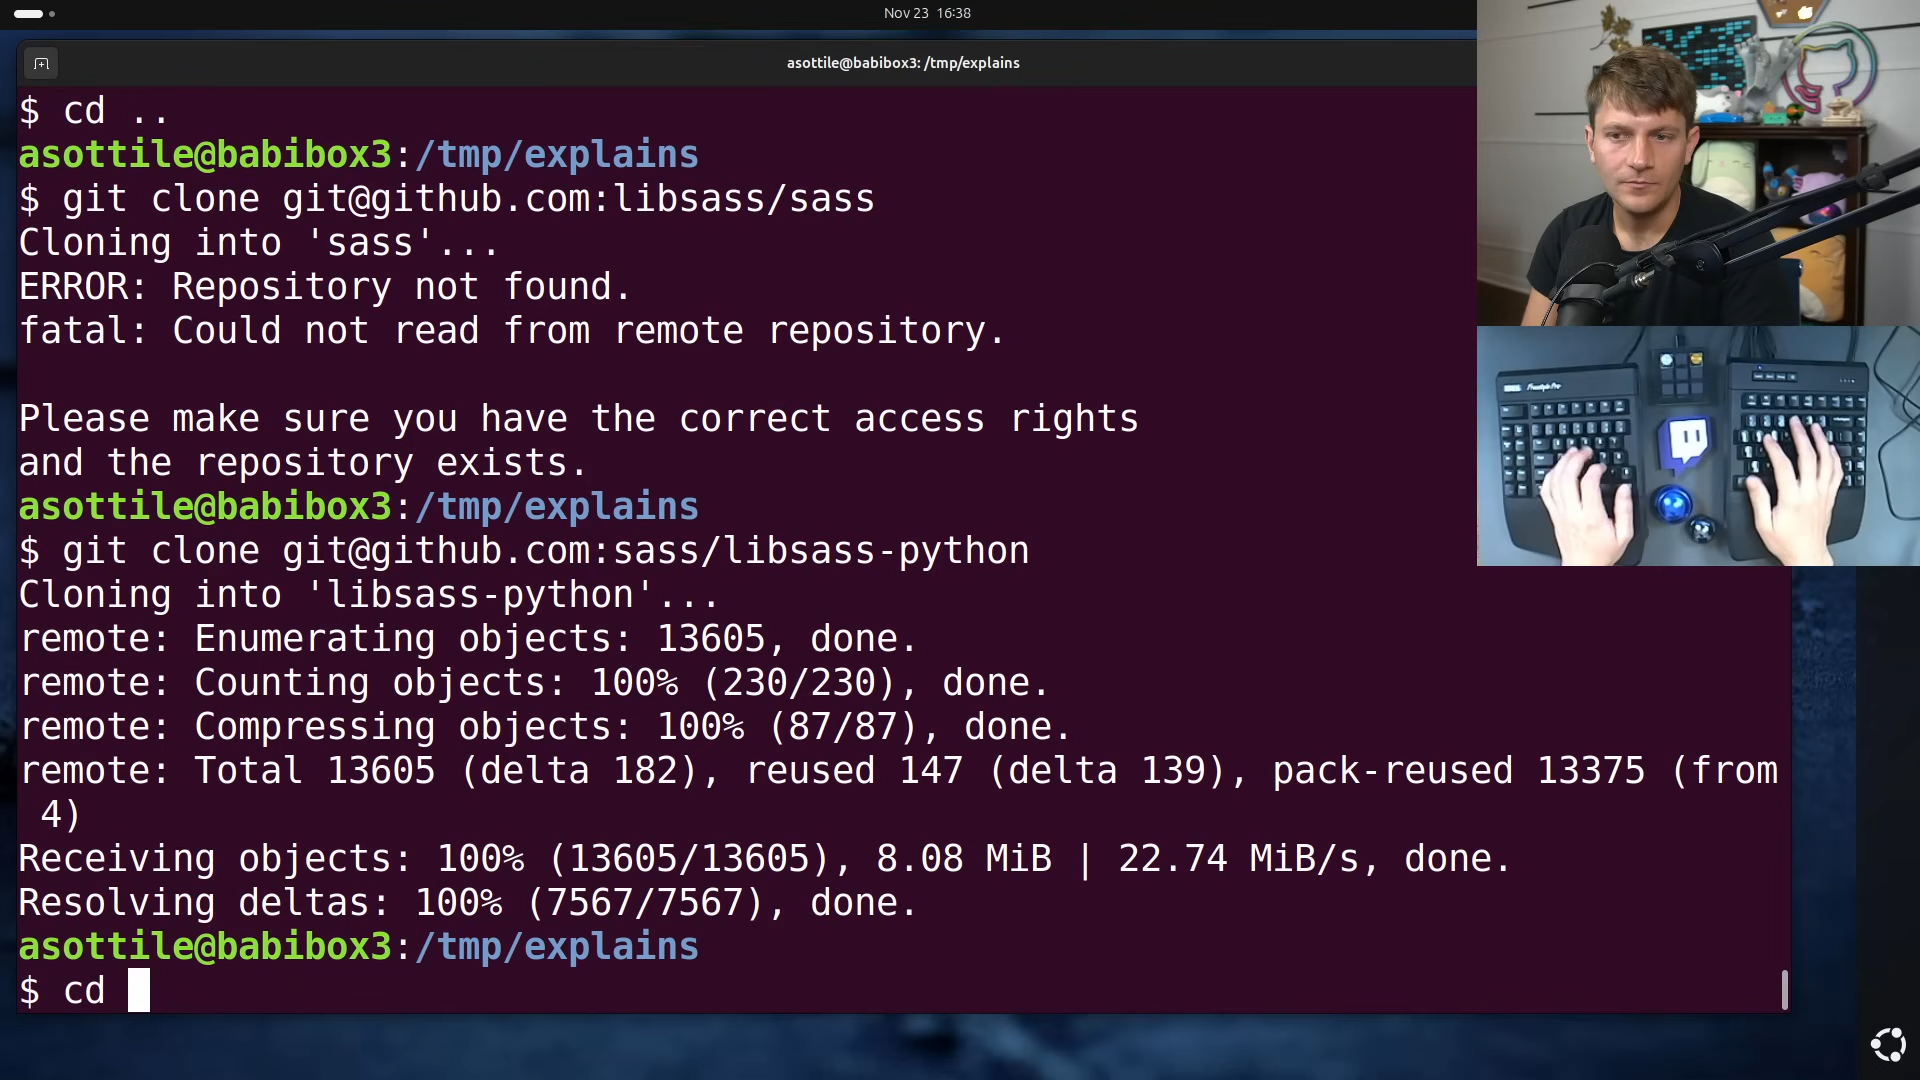 Nov 23 16:38
asottile@babibox3: /tmp/explains
$ cd ..
asottile@babibox3:/tmp/explains
$ git clone git@github.com:libsass/sass
Cloning into 'sass'...
ERROR: Repository not found.
fatal: Could not read from remote repository.
Please make sure you have the correct access rights
and the repository exists.
asottile@babibox3:/tmp/explains
$ git clone git@github.com:sass/libsass-python
Cloning into 'libsass-python'...
remote: Enumerating objects: 13605, done.
remote: Counting objects: 100% (230/230), done.
remote: Compressing objects: 100% (87/87), done.
remote: Total 13605 (delta 182), reused 147 (delta 139), pack-reused 13375 (from
4)
Receiving objects: 100% (13605/13605), 8.08 MiB | 22.74 MiB/s, done.
Resolving deltas: 100% (7567/7567), done.
asottile@babibox3:/tmp/explains
$ cd